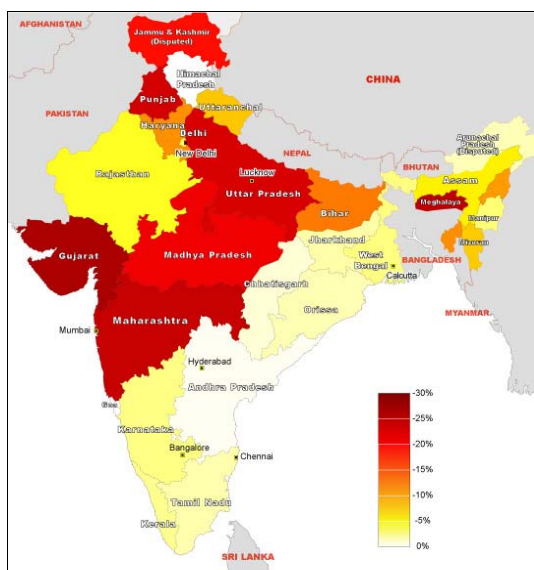 AFGHANISTAN
Jammu & Kashmir
(Disputed)
CHINA
Himachal
Pradesh
Punjab
PAKISTAN
Uttaranchal
Haryana
Delhi
New Delhi
Arunachal
Pradesh
(Disputed)
NEPAL
BHUTAN
Rajasthan
Lucknow
Uttar Pradesh
Assam
Meghalaya
Bihar
Manipur
Jharkhand
Mizoram
West
Bengal
BANGLADESH
Gujarat
Madhya Pradesh
Calcutta
Chhatisgarh
MYANMAR
Orissa
Maharashtra
Mumbai
Hyderabad
Andhra Pradesh
Goa
Karnataka
Bangalore
Chennai
Tamil Nadu
Kerala
SRI LANKA
-30%
-25%
-20%
-15%
-10%
-5%
0%